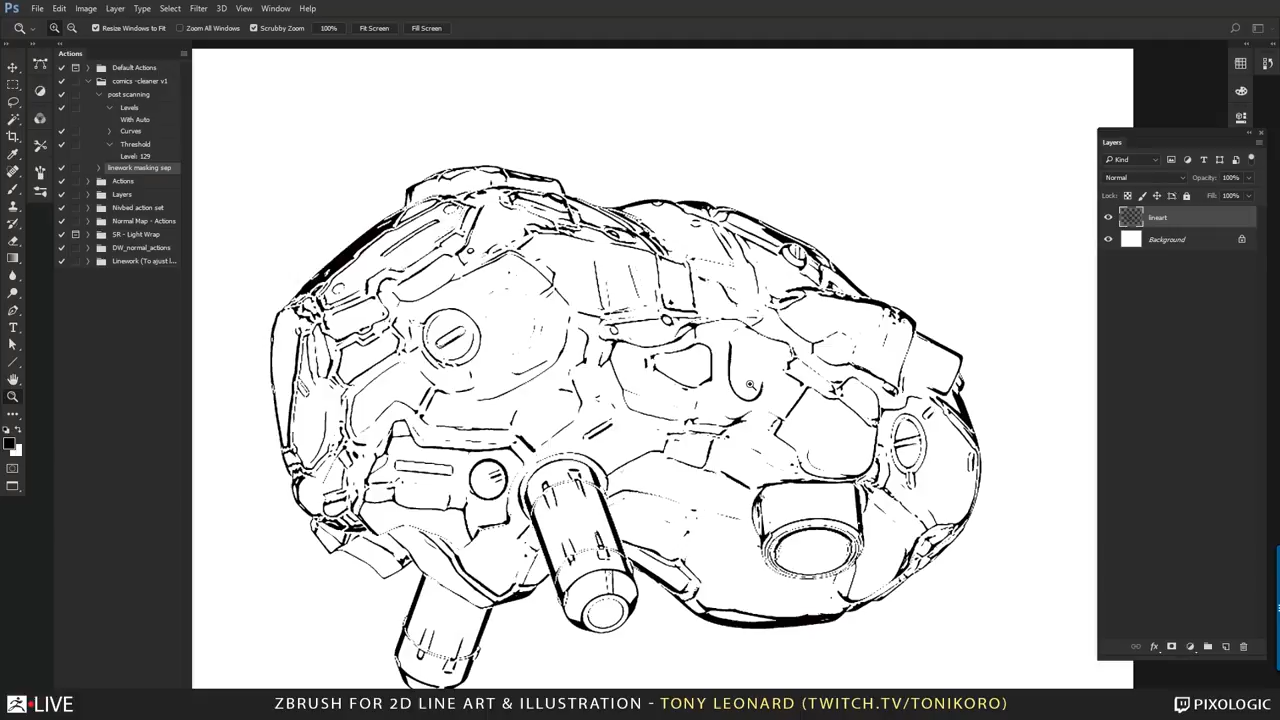 Ps File Edit Image Layer Type Select Filter 3D View Window Help
Resize Windows to Fit Zoom All Windows Scrubby Zoom 100% Fit Screen Fill Screen
Actions
Default Actions
comics -cleaner v1
post scanning
Levels
With Auto
Curves
Threshold
Level: 129
linework masking sep
Actions
Layers
Nivbed action set
Normal Map - Actions
SR - Light Wrap
DW_normal_actions
Linework (To ajust l...
Layers
Kind
Normal Opacity: 100%
Lock: Fill: 100%
lineart
Background
LIVE
ZBRUSH FOR 2D LINE ART & ILLUSTRATION - TONY LEONARD (TWITCH.TV/TONIKORO)
PIXOLOGIC